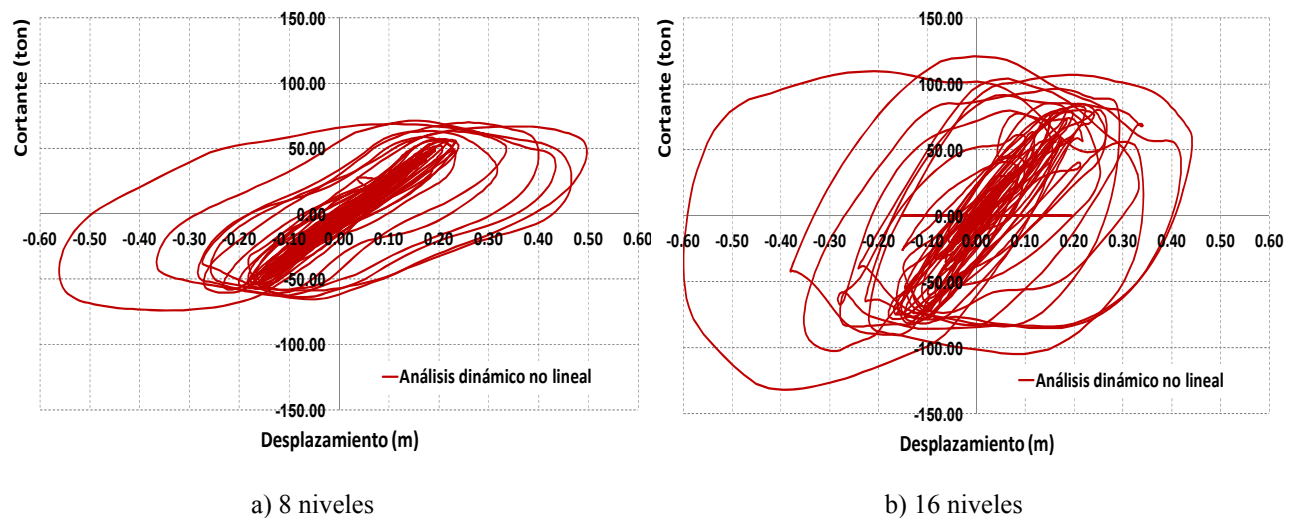 Cortante (ton)
150.00
100.00
50.00
0.00
-0.60 -0.50 -0.40 -0.30 -0.20 -0.10 0.00 0.10 0.20 0.30 0.40 0.50 0.60
-50.00
-100.00
-150.00
Análisis dinámico no lineal
Desplazamiento (m)
a) 8 niveles
Cortante (ton)
150.00
100.00
50.00
0.00
-0.60 -0.50 -0.40 -0.30 -0.20 -0.10 0.00 0.10 0.20 0.30 0.40 0.50 0.60
-50.00
-100.00
-150.00
Análisis dinámico no lineal
Desplazamiento (m)
b) 16 niveles